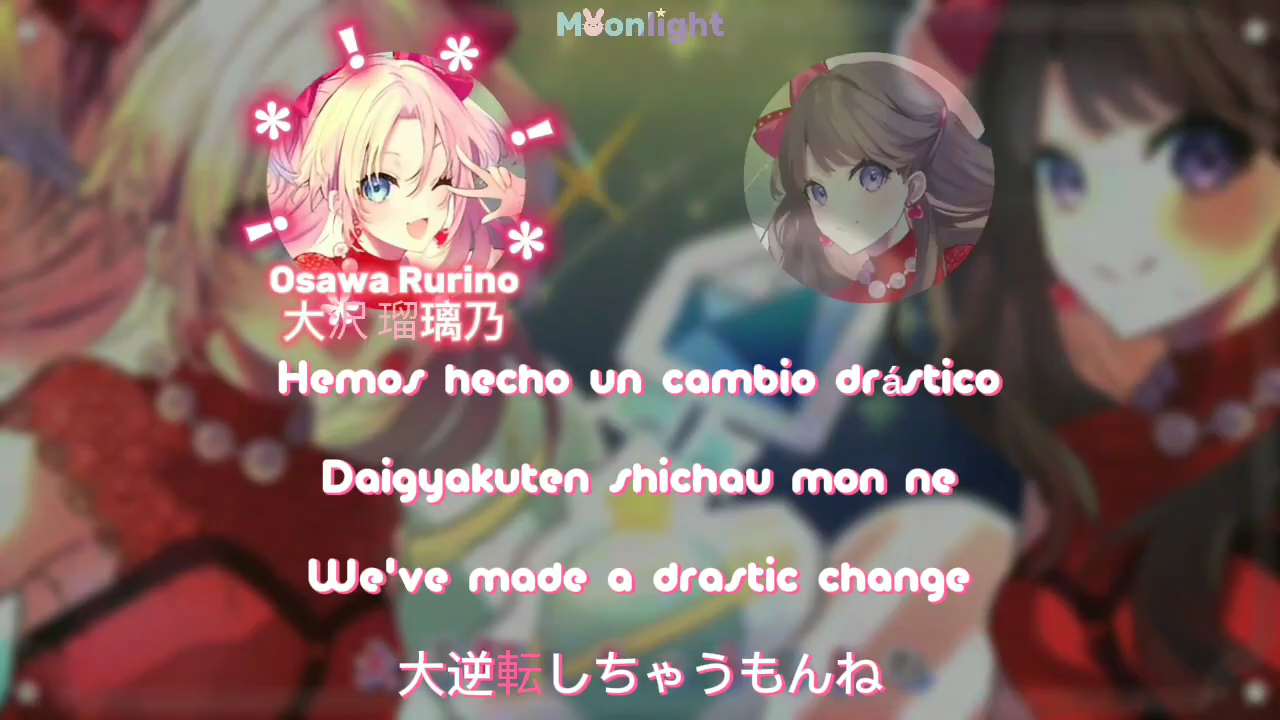 Moonlight
Osawa Rurino
大沢 瑠璃乃
Hemos hecho un cambio drástico
Daigyakuten shichau mon ne
We've made a drastic change
大逆転しちゃうもんね